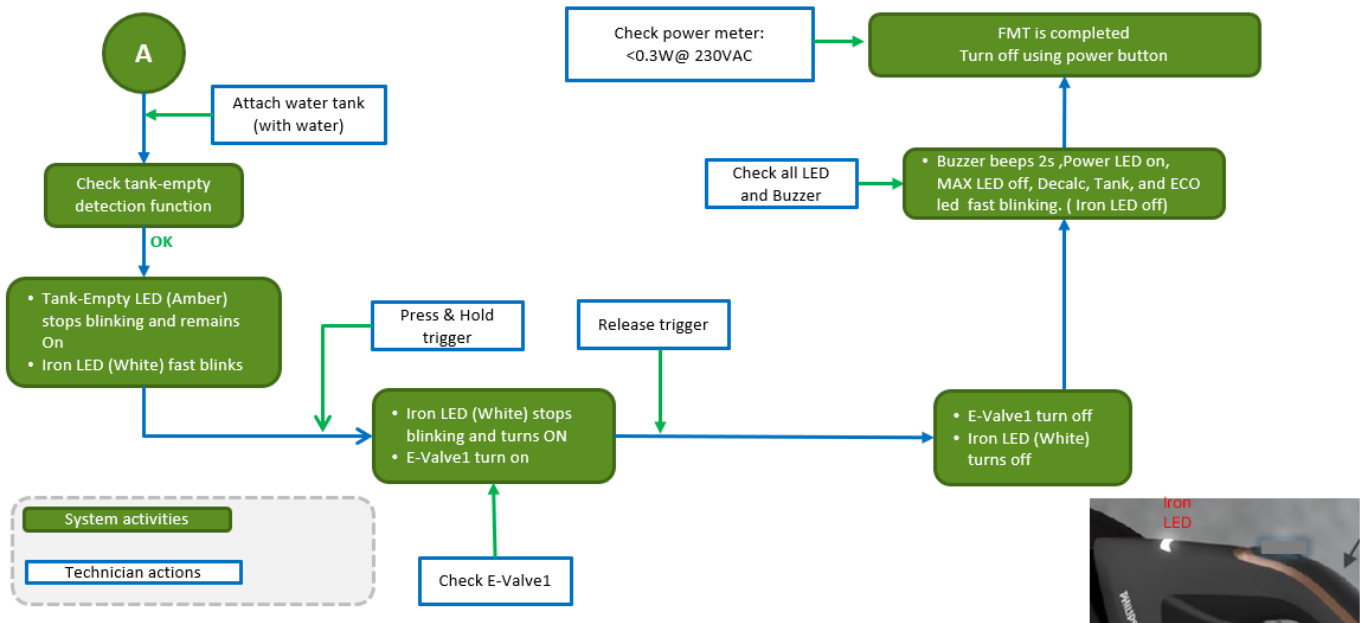 A
Attach water tank
(with water)
Check tank-empty
detection function
OK
• Tank-Empty LED (Amber)
stops blinking and remains
On
• Iron LED (White) fast blinks
Press & Hold
trigger
• Iron LED (White) stops
blinking and turns ON
• E-Valve1 turn on
Check E-Valve1
Release trigger
• E-Valve1 turn off
• Iron LED (White)
turns off
Check all LED
and Buzzer
• Buzzer beeps 2s ,Power LED on,
MAX LED off, Decalc, Tank, and ECO
led fast blinking. ( Iron LED off)
Check power meter:
<0.3W@ 230VAC
FMT is completed
Turn off using power button
System activities
Technician actions
Iron
LED